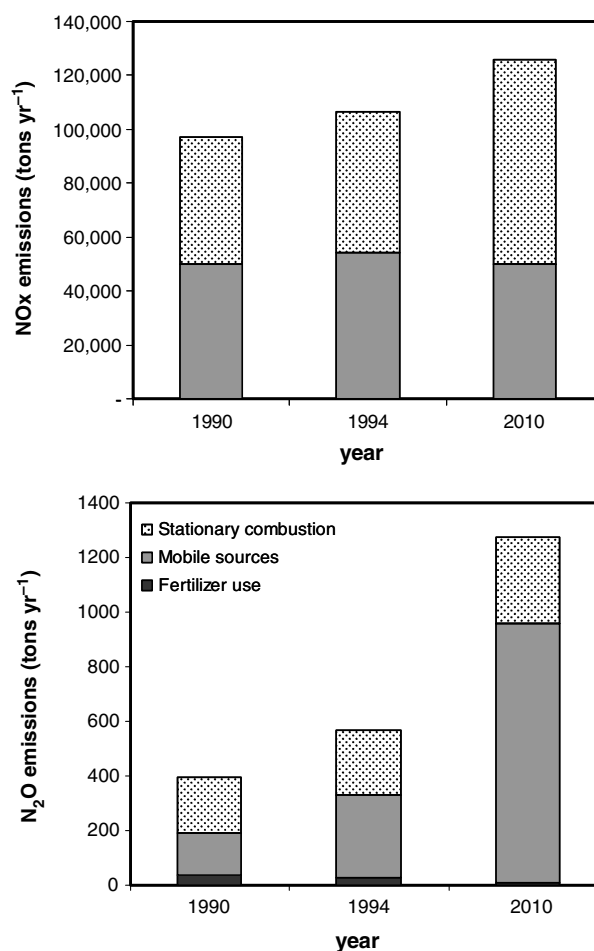 140,000
120,000
100,000
80,000
60,000
40,000
20,000
-
NOx emissions (tons yr⁻¹)
1990 1994 2010
year
1400
1200
1000
800
600
400
200
0
N₂O emissions (tons yr⁻¹)
Stationary combustion
Mobile sources
Fertilizer use
1990 1994 2010
year